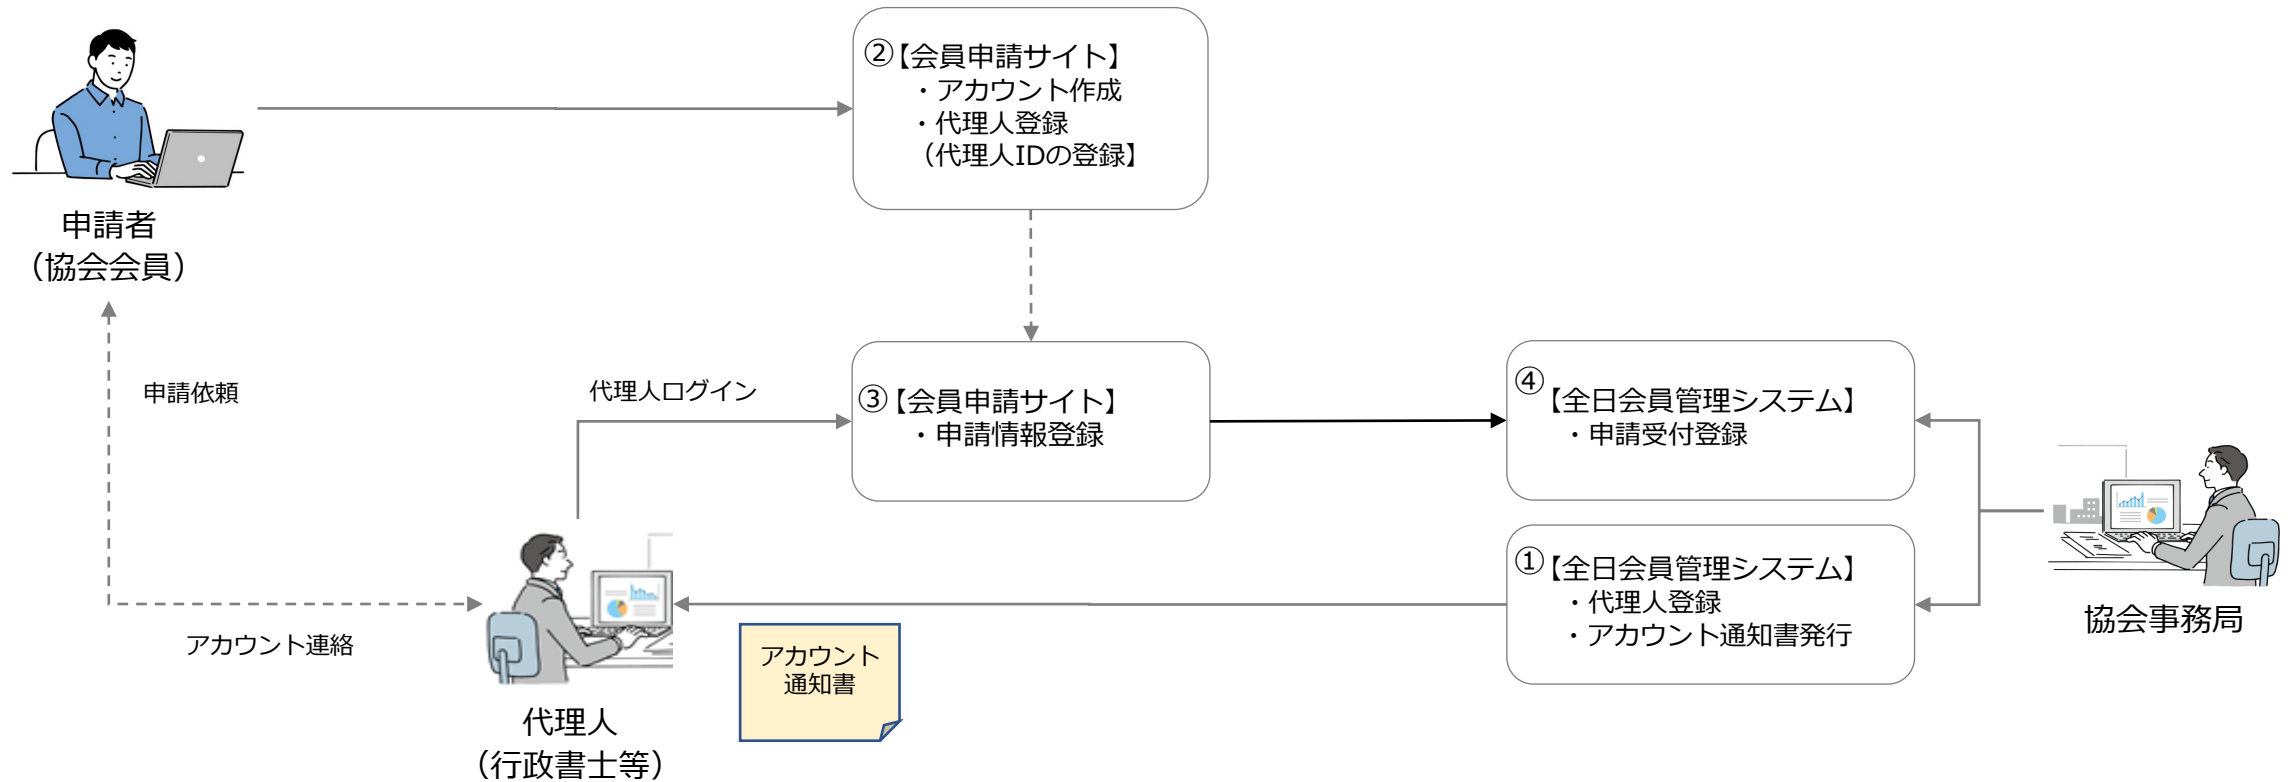 ②【会員申請サイト】
・アカウント作成
・代理人登録
（代理人IDの登録】
申請者
（協会会員）
申請依頼
代理人ログイン
③【会員申請サイト】
・申請情報登録
④【全日会員管理システム】
・申請受付登録
①【全日会員管理システム】
・代理人登録
・アカウント通知書発行
協会事務局
アカウント連絡
アカウント
通知書
代理人
（行政書士等）